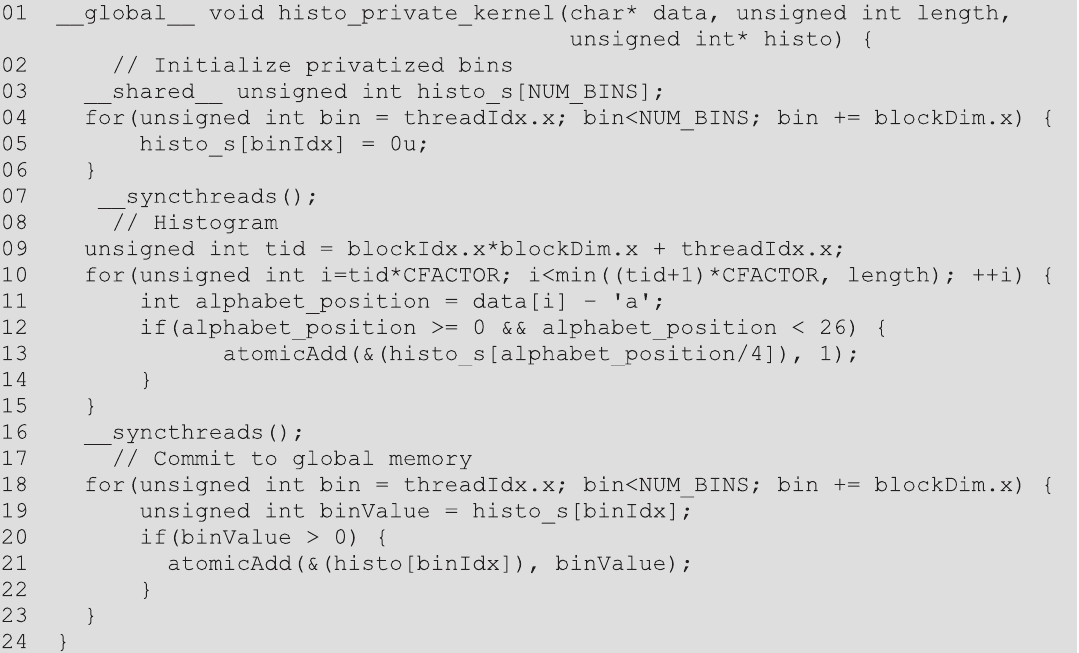 01 __global__ void histo_private_kernel(char* data, unsigned int length,
                                     unsigned int* histo) {
02     // Initialize privatized bins
03   __shared__ unsigned int histo_s[NUM_BINS];
04   for(unsigned int bin = threadIdx.x; bin<NUM_BINS; bin += blockDim.x) {
05       histo_s[binIdx] = 0u;
06   }
07    __syncthreads();
08     // Histogram
09   unsigned int tid = blockIdx.x*blockDim.x + threadIdx.x;
10   for(unsigned int i=tid*CFACTOR; i<min((tid+1)*CFACTOR, length); ++i) {
11       int alphabet_position = data[i] - 'a';
12       if(alphabet_position >= 0 && alphabet_position < 26) {
13             atomicAdd(&(histo_s[alphabet_position/4]), 1);
14       }
15   }
16   __syncthreads();
17     // Commit to global memory
18   for(unsigned int bin = threadIdx.x; bin<NUM_BINS; bin += blockDim.x) {
19       unsigned int binValue = histo_s[binIdx];
20       if(binValue > 0) {
21         atomicAdd(&(histo[binIdx]), binValue);
22       }
23   }
24 }